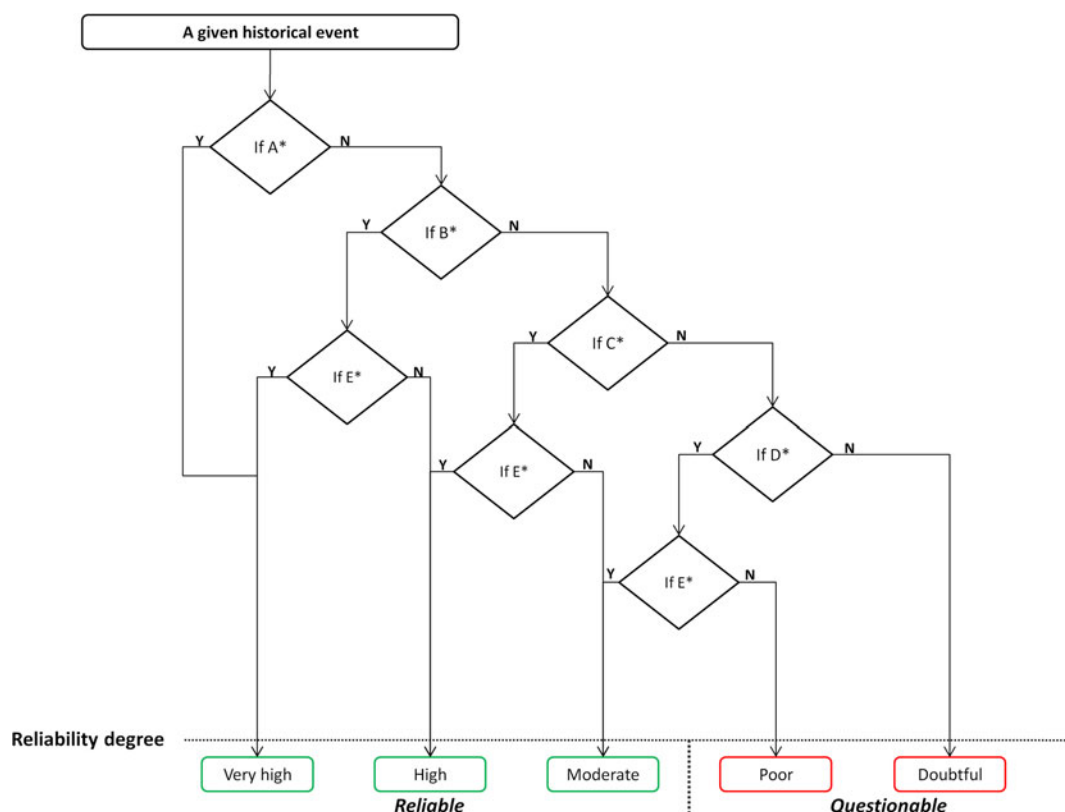 A given historical event
Y If A* N
Y If B* N
Y If C* N
Y If E* N
Y If D* N
Y If E* N
Y If E* N
Reliability degree
Very high High Moderate Poor Doubtful
Reliable Questionable